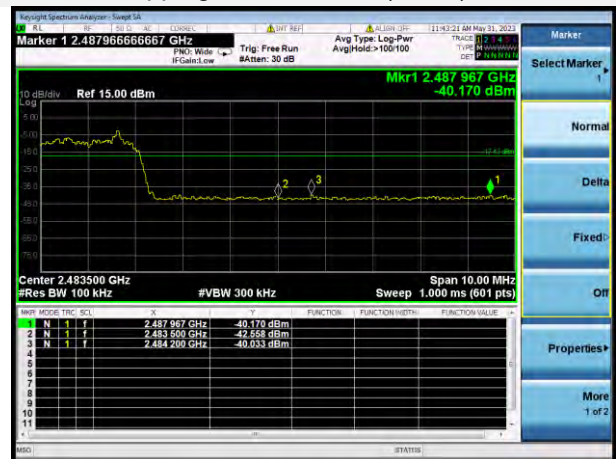 Keysight Spectrum Analyzer - Swept SA
RL RF 50 Ω AC CORREC INT REF ALIGN OFF 11:43:21 AM May 31, 2023
Marker 1 2.487966666667 GHz
PNO: Wide
IFGain:Low
Trig: Free Run
#Atten: 30 dB
Avg Type: Log-Pwr
Avg|Hold:>100/100
TRACE 1 2 3 4 5 6
TYPE M WWWWW
DET P NNNNN
Marker
Select Marker
1
Normal
Delta
Fixed
Off
Properties
More
1 of 2
Mkr1 2.487 967 GHz
-40.170 dBm
10 dB/div Ref 15.00 dBm
Log
5.00
-5.00
-15.0
-25.0
-35.0
-45.0
-55.0
-65.0
-75.0
2
3
1
Center 2.483500 GHz Span 10.00 MHz
#Res BW 100 kHz #VBW 300 kHz Sweep 1.000 ms (601 pts)
MKR MODE TRC SCL X Y FUNCTION FUNCTION WIDTH FUNCTION VALUE
1 N 1 f 2.487 967 GHz -40.170 dBm
2 N 1 f 2.483 500 GHz -42.558 dBm
3 N 1 f 2.484 200 GHz -40.033 dBm
4
5
6
7
8
9
10
11
MSG STATUS